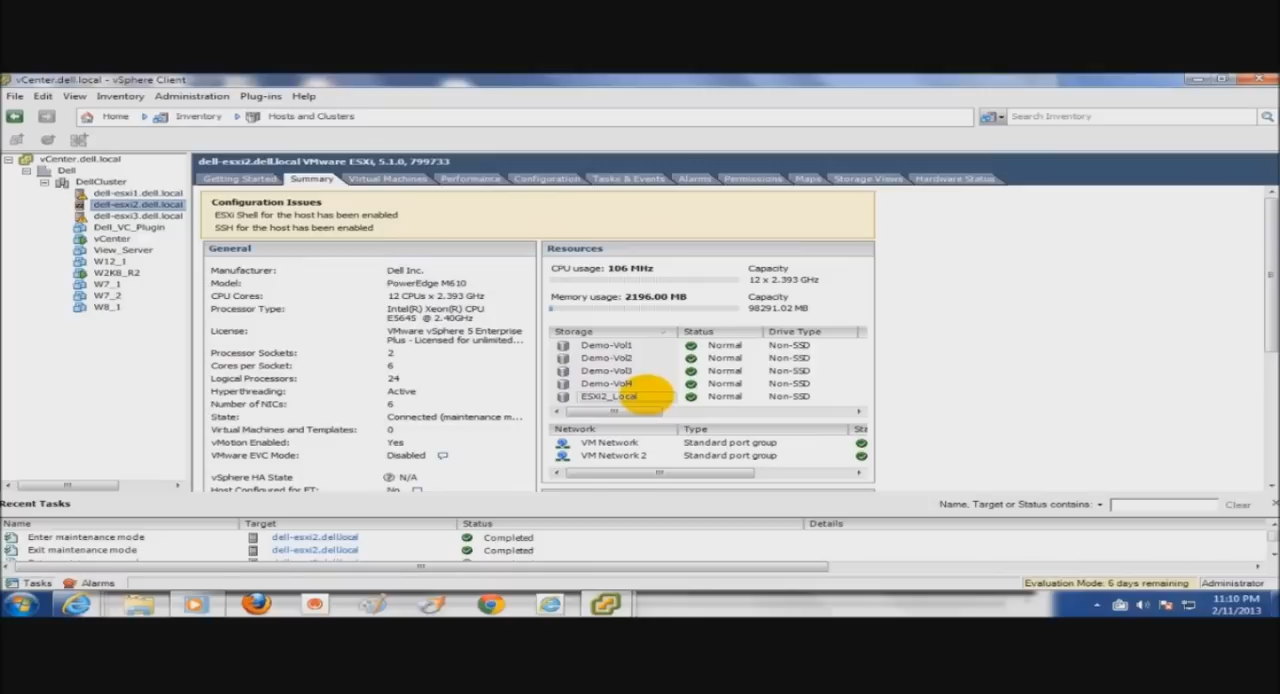 vCenter.dell.local - vSphere Client
File Edit View Inventory Administration Plug-ins Help
Home Inventory Hosts and Clusters Search Inventory
vCenter.dell.local
Dell
DellCluster
dell-esxi1.dell.local
dell-esxi2.dell.local
dell-esxi3.dell.local
Dell_VC_Plugin
vCenter
View_Server
W12_1
W2K8_R2
W7_1
W7_2
W8_1
dell-esxi2.dell.local VMware ESXi, 5.1.0, 799733
Getting Started Summary Virtual Machines Performance Configuration Tasks & Events Alarms Permissions Maps Storage Views Hardware Status
Configuration Issues
ESXi Shell for the host has been enabled
SSH for the host has been enabled
General
Manufacturer: Dell Inc.
Model: PowerEdge M610
CPU Cores: 12 CPUs x 2.393 GHz
Processor Type: Intel(R) Xeon(R) CPU
E5645 @ 2.40GHz
License: VMware vSphere 5 Enterprise
Plus - Licensed for unlimited...
Processor Sockets: 2
Cores per Socket: 6
Logical Processors: 24
Hyperthreading: Active
Number of NICs: 6
State: Connected (maintenance m...
Virtual Machines and Templates: 0
vMotion Enabled: Yes
VMware EVC Mode: Disabled
vSphere HA State N/A
Host Configured for FT: No
Resources
CPU usage: 106 MHz Capacity
12 x 2.393 GHz
Memory usage: 2196.00 MB Capacity
98291.02 MB
Storage Status Drive Type
Demo-Vol1 Normal Non-SSD
Demo-Vol2 Normal Non-SSD
Demo-Vol3 Normal Non-SSD
Demo-Vol4 Normal Non-SSD
ESXi2_Local Normal Non-SSD
Network Type Sta
VM Network Standard port group
VM Network 2 Standard port group
Recent Tasks Name, Target or Status contains: Clear
Name Target Status Details
Enter maintenance mode dell-esxi2.dell.local Completed
Exit maintenance mode dell-esxi2.dell.local Completed
Tasks Alarms Evaluation Mode: 6 days remaining Administrator
11:10 PM
2/11/2013